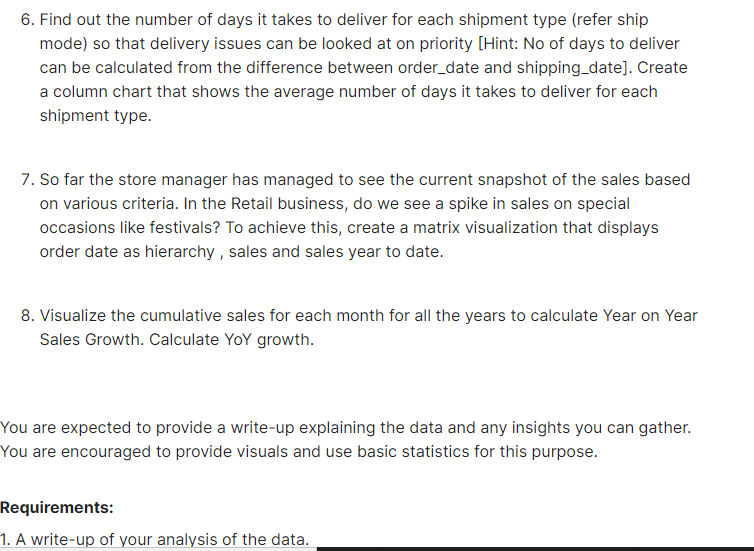 6. Find out the number of days it takes to deliver for each shipment type (refer ship
mode) so that delivery issues can be looked at on priority [Hint: No of days to deliver
can be calculated from the difference between order_date and shipping_date]. Create
a column chart that shows the average number of days it takes to deliver for each
shipment type.
7. So far the store manager has managed to see the current snapshot of the sales based
on various criteria. In the Retail business, do we see a spike in sales on special
occasions like festivals? To achieve this, create a matrix visualization that displays
order date as hierarchy , sales and sales year to date.
8. Visualize the cumulative sales for each month for all the years to calculate Year on Year
Sales Growth. Calculate YoY growth.
You are expected to provide a write-up explaining the data and any insights you can gather.
You are encouraged to provide visuals and use basic statistics for this purpose.
Requirements:
1. A write-up of your analysis of the data.